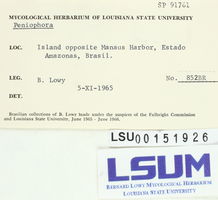 SP 91761
MYCOLOGICAL HERBARIUM OF LOUISIANA STATE UNIVERSITY
Peniophora
LOC. Island opposite Manaus Harbor, Estado
Amazonas, Brasil.
LEG. B. Lowy No. 852BR
5-XI-1965
DET.
Brazilian collections of B. Lowy made under the auspices of the Fulbright Commission
and Louisiana State University, June 1965 - June 1966.
LSU00151926
LSUM
BERNARD LOWY MYCOLOGICAL HERBARIUM
LOUISIANA STATE UNIVERSITY